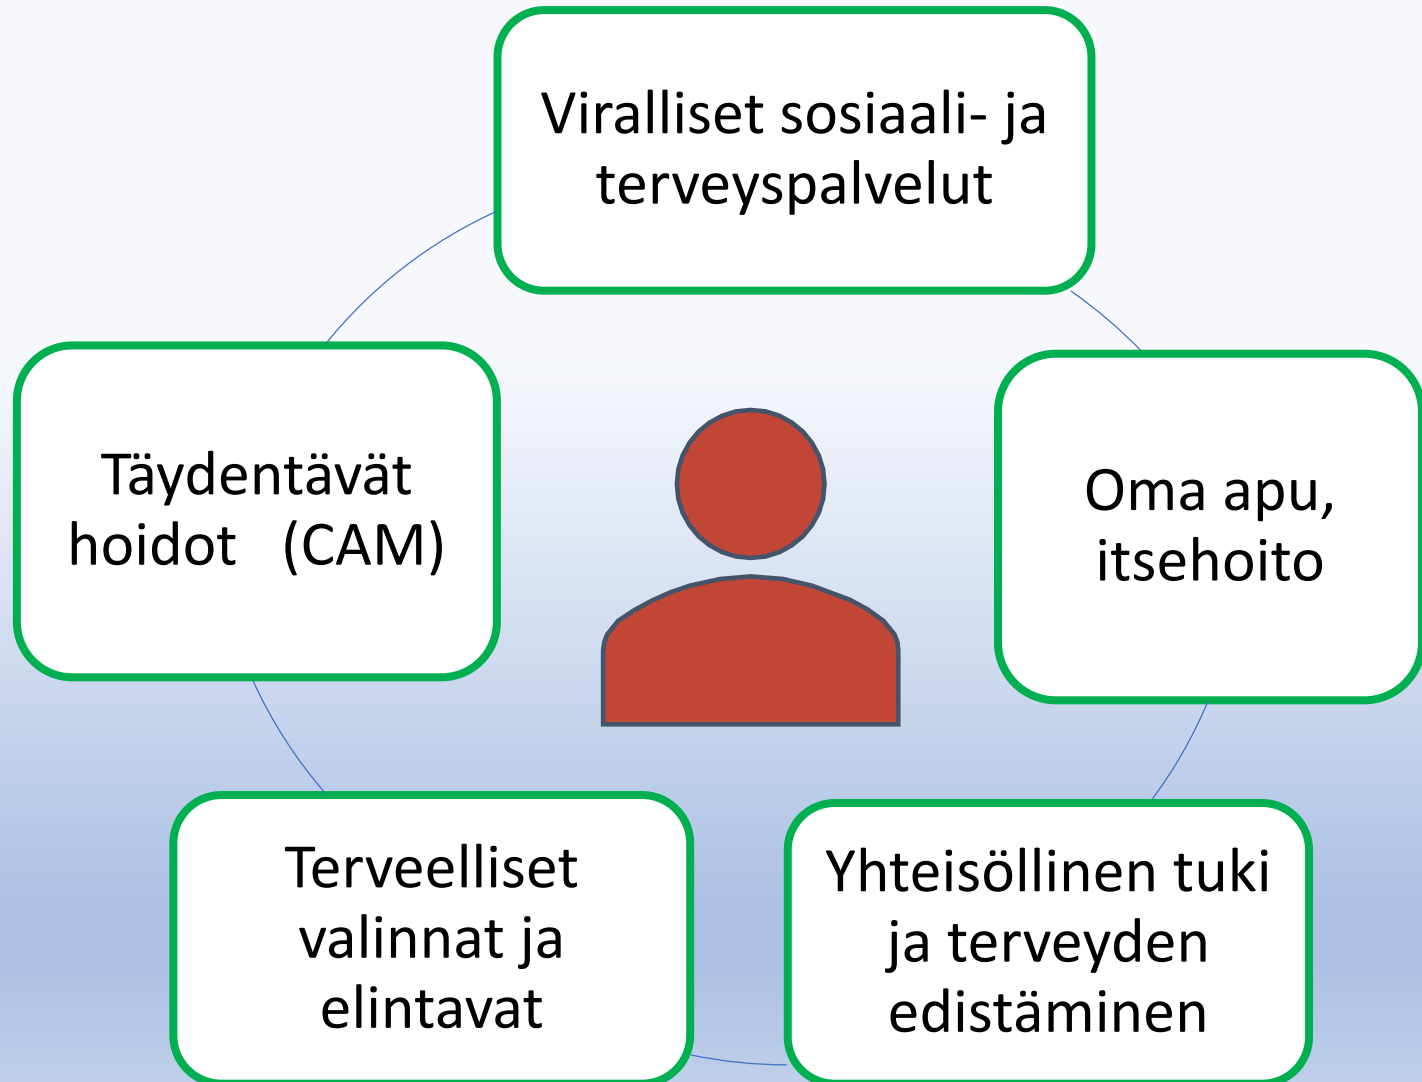 Viralliset sosiaali- ja
terveyspalvelut
Täydentävät
hoidot (CAM)
Oma apu,
itsehoito
Terveelliset
valinnat ja
elintavat
Yhteisöllinen tuki
ja terveyden
edistäminen